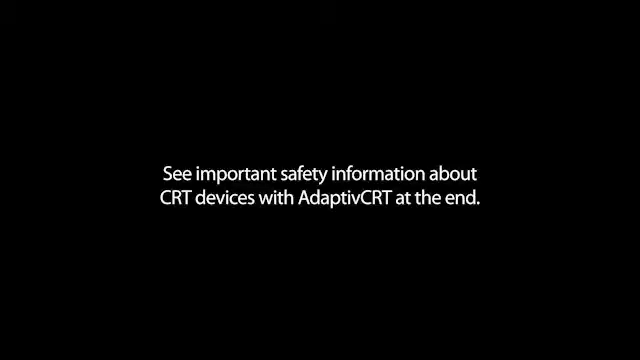 See important safety information about
CRT devices with AdaptivCRT at the end.